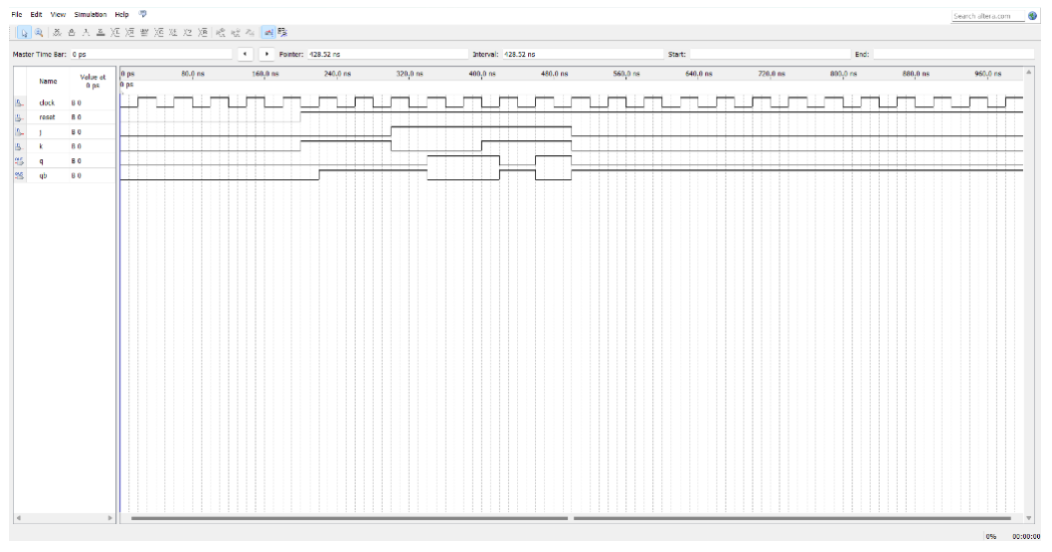 File Edit View Simulation Help
Search altera.com
Master Time Bar: 0 ps
Pointer: 428.52 ns
Interval: 428.52 ns
Start:
End:
Name
Value at
0 ps
0 ps 80.0 ns 160.0 ns 240.0 ns 320.0 ns 400.0 ns 480.0 ns 560.0 ns 640.0 ns 720.0 ns 800.0 ns 880.0 ns 960.0 ns
0 ps
clock B 0
reset B 0
j B 0
k B 0
q B 0
qb B 0
0% 00:00:00